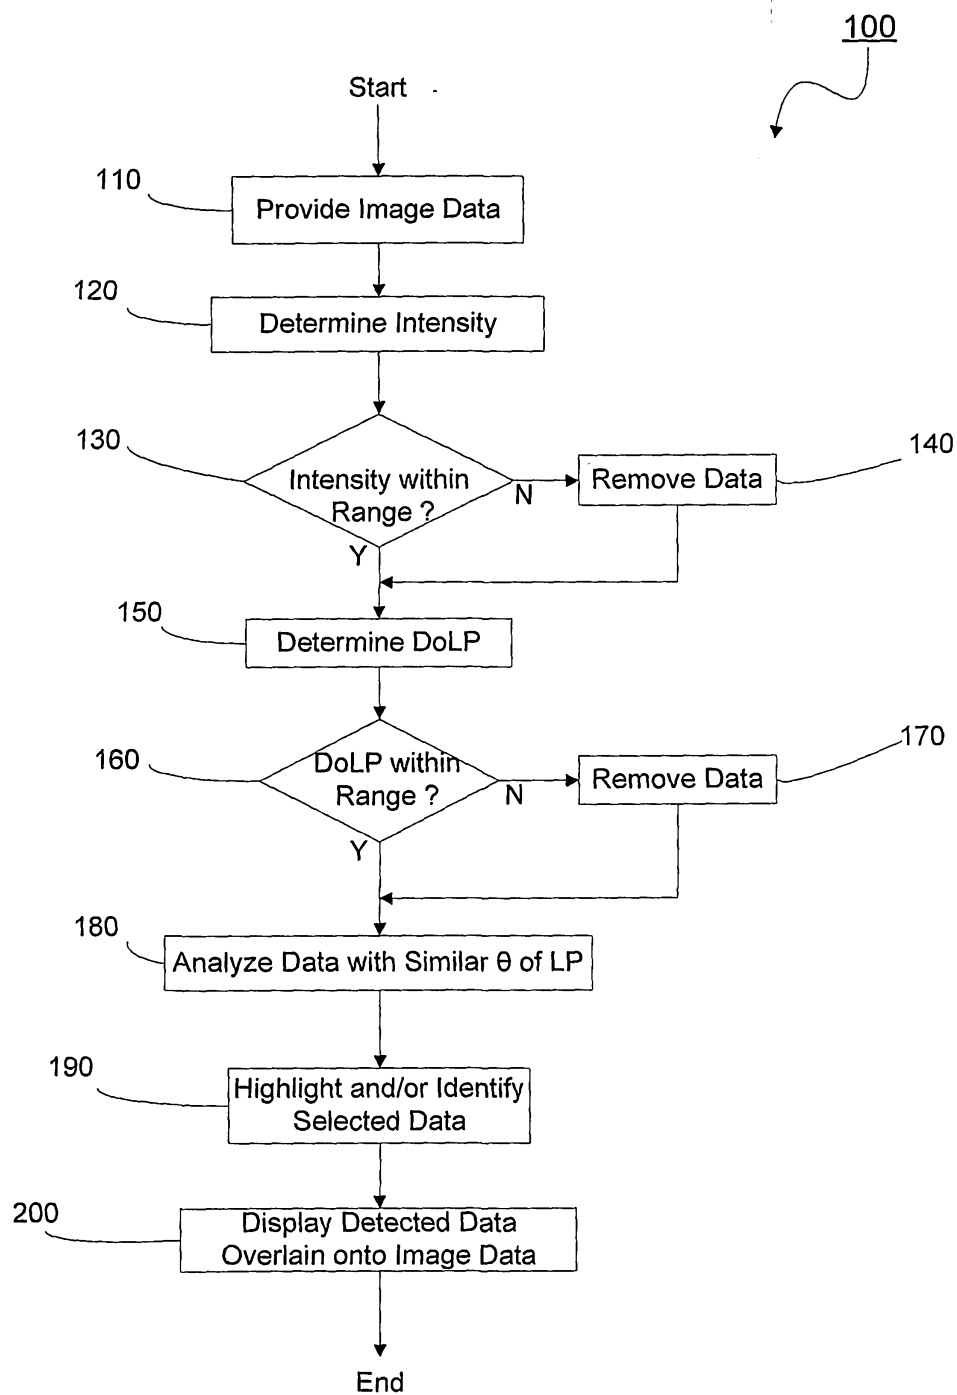 100
Start
110
Provide Image Data
120
Determine Intensity
130
Intensity within
Range ?
N
Y
Remove Data
140
150
Determine DoLP
160
DoLP within
Range ?
N
Y
Remove Data
170
180
Analyze Data with Similar θ of LP
190
Highlight and/or Identify
Selected Data
200
Display Detected Data
Overlain onto Image Data
End